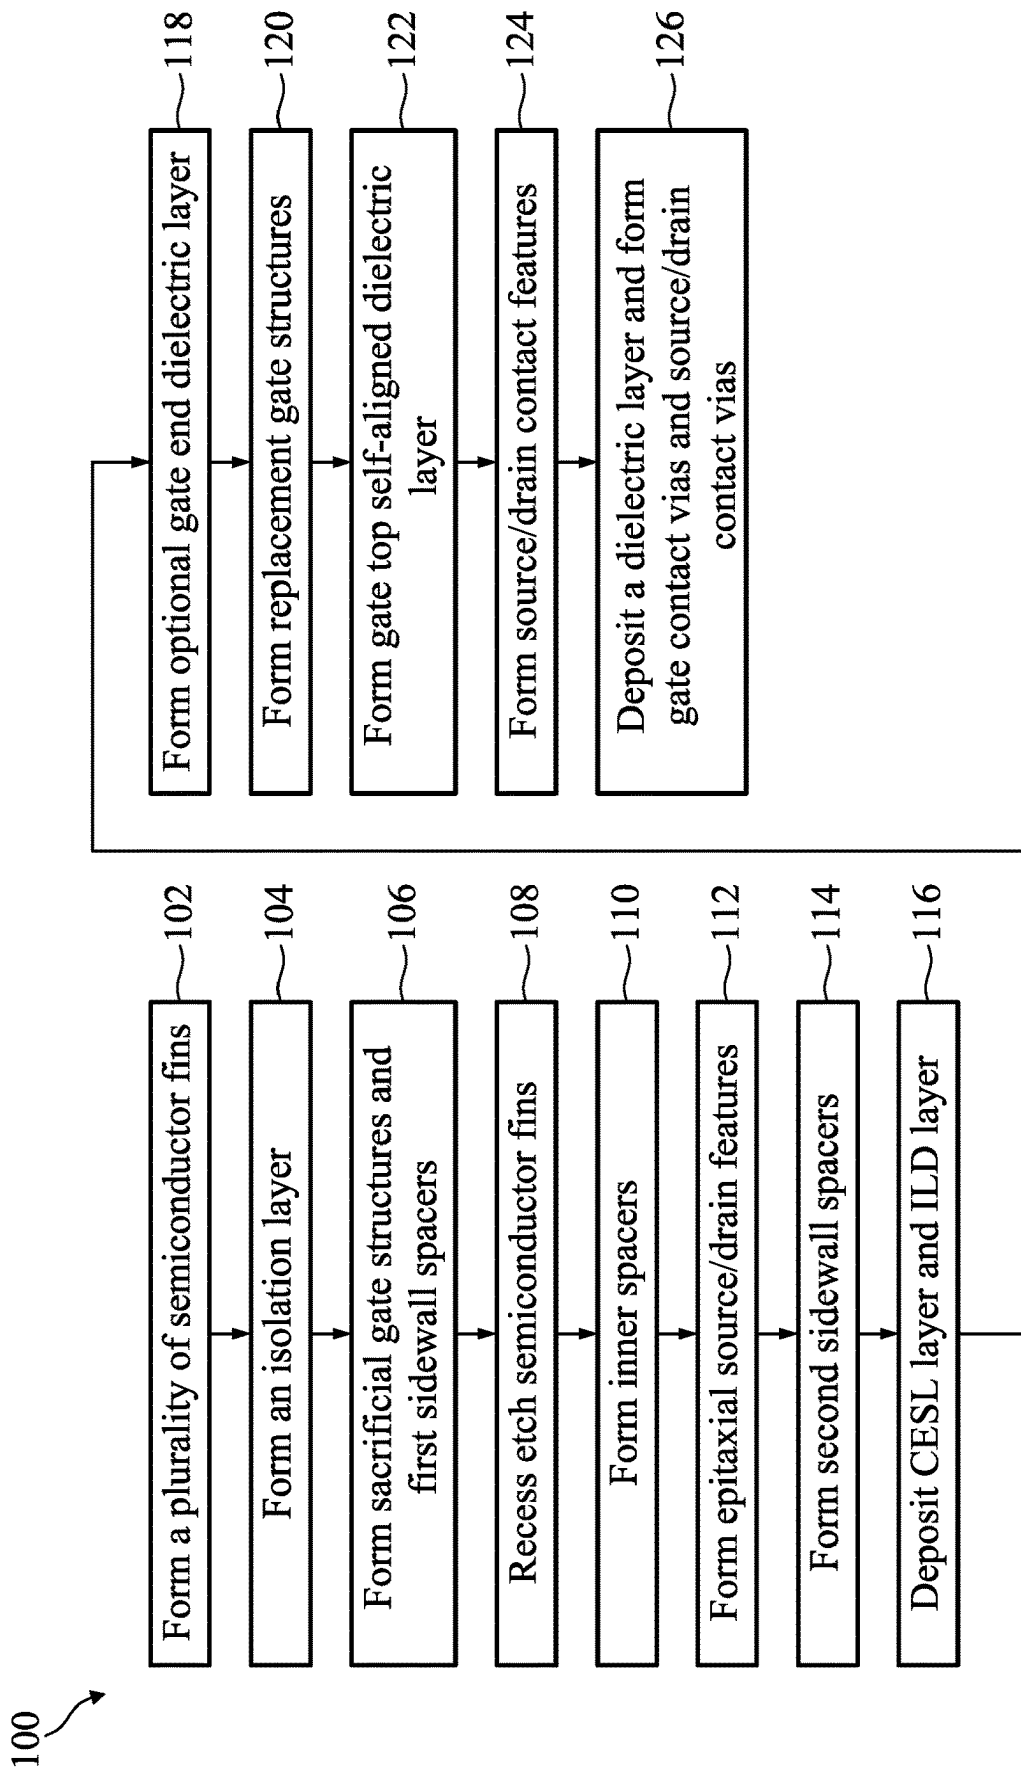 100
Form a plurality of semiconductor fins
102
Form an isolation layer
104
Form sacrificial gate structures and
first sidewall spacers
106
Recess etch semiconductor fins
108
Form inner spacers
110
Form epitaxial source/drain features
112
Form second sidewall spacers
114
Deposit CESL layer and ILD layer
116
Form optional gate end dielectric layer
118
Form replacement gate structures
120
Form gate top self-aligned dielectric
layer
122
Form source/drain contact features
124
Deposit a dielectric layer and form
gate contact vias and source/drain
contact vias
126